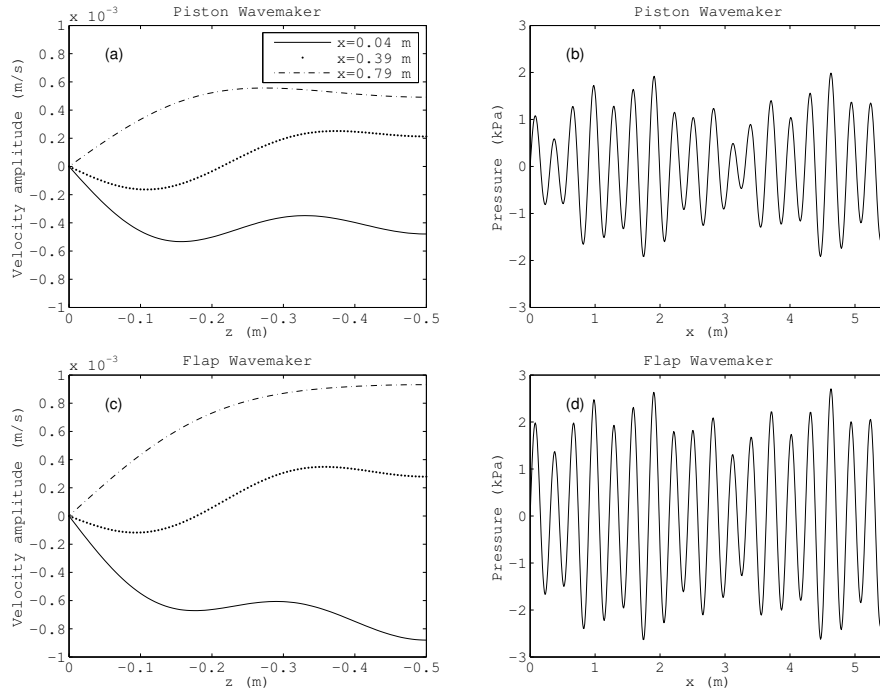 Piston Wavemaker
x 10⁻³
(a)
x=0.04 m
x=0.39 m
x=0.79 m
Velocity amplitude (m/s)
1
0.8
0.6
0.4
0.2
0
−0.2
−0.4
−0.6
−0.8
−1
0
−0.1
−0.2
−0.3
−0.4
−0.5
z (m)
Piston Wavemaker
(b)
Pressure (kPa)
3
2
1
0
−1
−2
−3
0
1
2
3
4
5
x (m)
Flap Wavemaker
x 10⁻³
(c)
Velocity amplitude (m/s)
1
0.8
0.6
0.4
0.2
0
−0.2
−0.4
−0.6
−0.8
−1
0
−0.1
−0.2
−0.3
−0.4
−0.5
z (m)
Flap Wavemaker
(d)
Pressure (kPa)
3
2
1
0
−1
−2
−3
0
1
2
3
4
5
x (m)